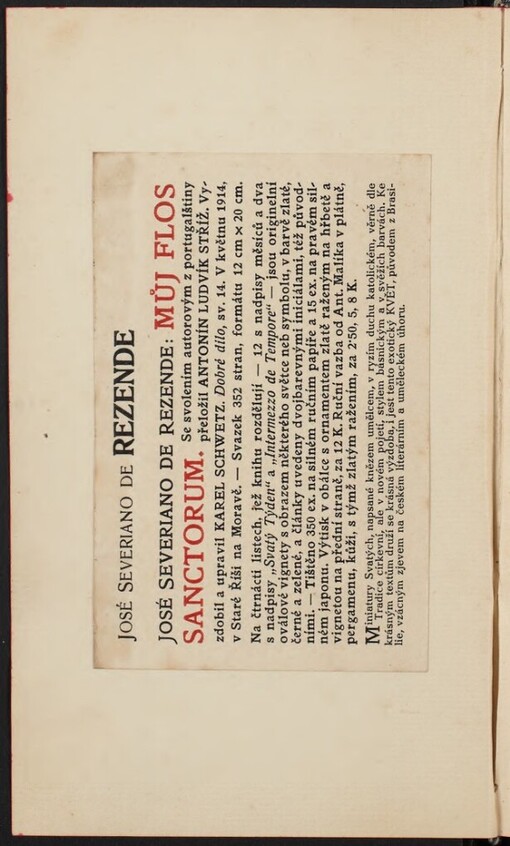 JOSÉ SEVERIANO DE REZENDE
JOSÉ SEVERIANO DE REZENDE: MŮJ FLOS
SANCTORUM. Se svolením autorovým z portugalštiny
přeložil ANTONÍN LUDVÍK STŘÍŽ. Vy-
zdobil a upravil KAREL SCHWETZ. Dobré dílo, sv. 14. V květnu 1914,
v Staré Říši na Moravě. — Svazek 352 stran, formátu 12 cm × 20 cm.
Na čtrnácti listech, jež knihu rozdělují — 12 s nadpisy měsíců a dva
s nadpisy „Svatý Týden“ a „Intermezzo de Tempore“ — jsou originelní
oválové vignety s obrazem některého světce neb symbolu, v barvě zlaté,
černé a zelené, a články uvedeny dvojbarevnými iniciálami, též původ-
ními. — Tištěno 350 ex. na silném ručním papíře a 15 ex. na pravém sil-
ném japonu. Výtisk v obálce s ornamentem zlatě raženým na hřbetě a
vignetou na přední straně, za 12 K. Ruční vazba od Ant. Malíka v plátně,
pergamenu, kůži, s týmž zlatým ražením, za 2·50, 5, 8 K.
Miniatury Svatých, napsané knězem umělcem, v ryzím duchu katolickém, věrně dle
Tradice církevní, ale v novém pojetí, stylem básnickým a v svěžích barvách. Ke
krásným textům druží se krásná výzdoba, i jest tento exotický KVĚT, původem z Brasi-
lie, vzácným zjevem na českém literárním a uměleckém úhoru.